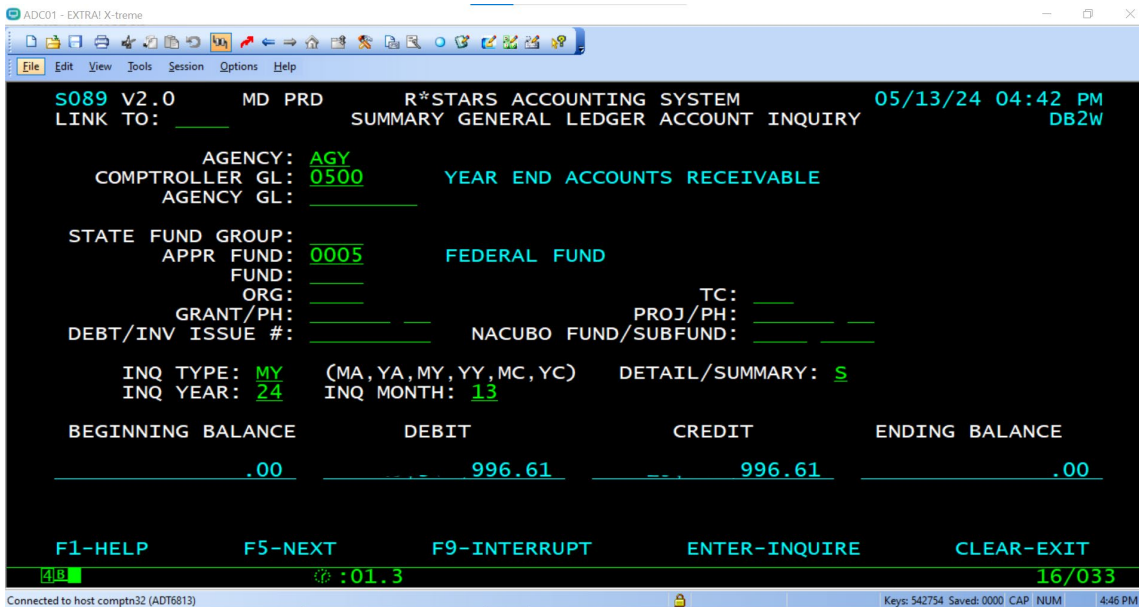 ADC01 - EXTRA! X-treme
File Edit View Tools Session Options Help
S089 V2.0 MD PRD R*STARS ACCOUNTING SYSTEM 05/13/24 04:42 PM
LINK TO: SUMMARY GENERAL LEDGER ACCOUNT INQUIRY DB2W
AGENCY: AGY
COMPTROLLER GL: 0500 YEAR END ACCOUNTS RECEIVABLE
AGENCY GL:
STATE FUND GROUP:
APPR FUND: 0005 FEDERAL FUND
FUND:
ORG: TC:
GRANT/PH: PROJ/PH:
DEBT/INV ISSUE #: NACUBO FUND/SUBFUND:
INQ TYPE: MY (MA,YA,MY,YY,MC,YC) DETAIL/SUMMARY: S
INQ YEAR: 24 INQ MONTH: 13
BEGINNING BALANCE DEBIT CREDIT ENDING BALANCE
.00 996.61 996.61 .00
F1-HELP F5-NEXT F9-INTERRUPT ENTER-INQUIRE CLEAR-EXIT
4B :01.3 16/033
Connected to host comptn32 (ADT6813) Keys: 542754 Saved: 0000 CAP NUM 4:46 PM